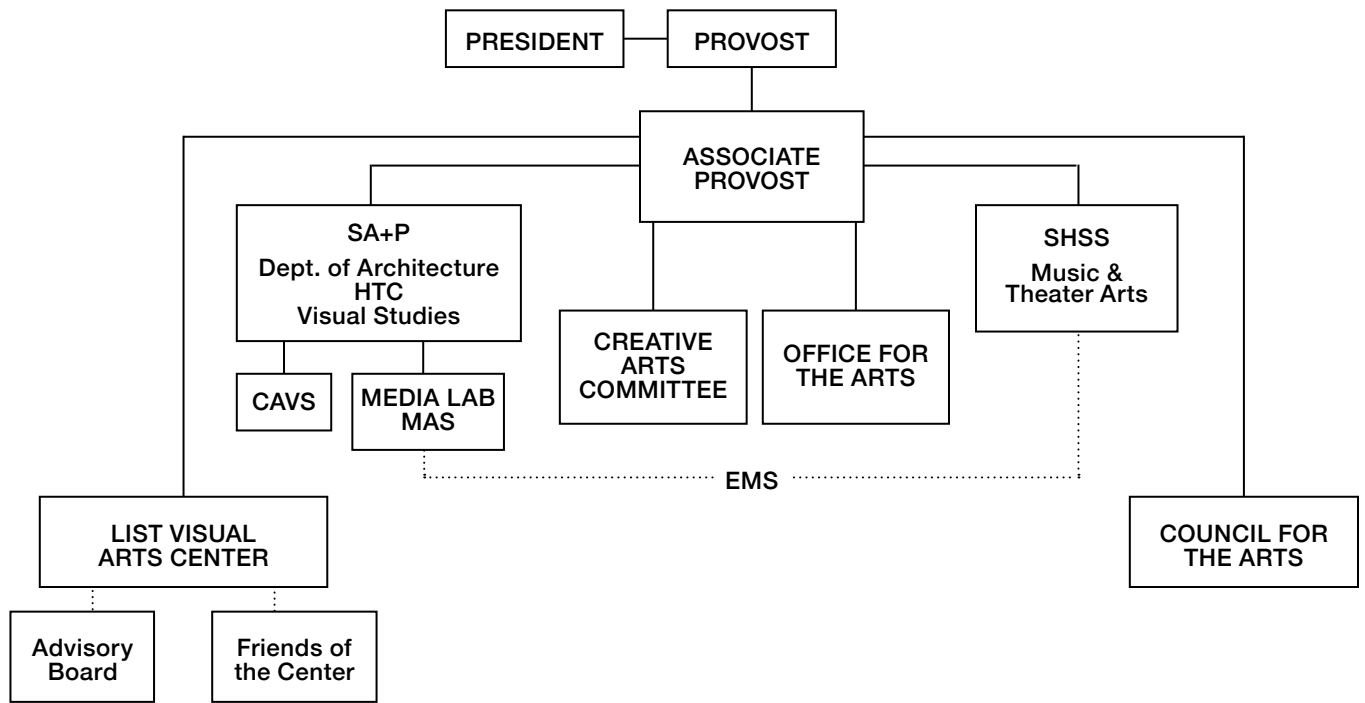 PRESIDENT
PROVOST
ASSOCIATE
PROVOST
SA+P
Dept. of Architecture
HTC
Visual Studies
SHSS
Music &
Theater Arts
CREATIVE
ARTS
COMMITTEE
OFFICE FOR
THE ARTS
CAVS
MEDIA LAB
MAS
EMS
LIST VISUAL
ARTS CENTER
COUNCIL FOR
THE ARTS
Advisory
Board
Friends of
the Center